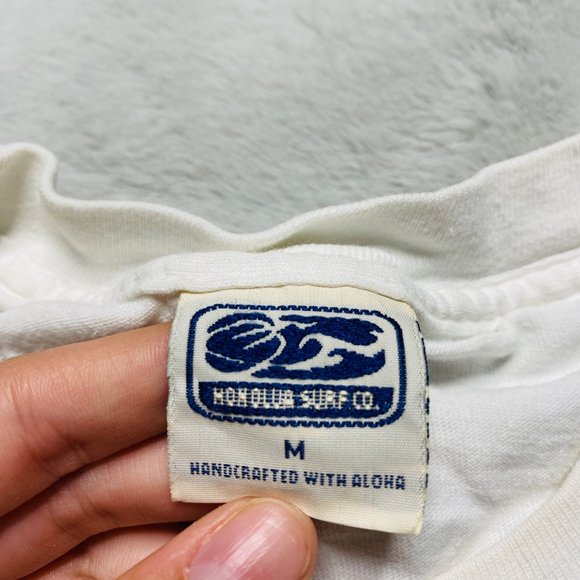 HONOLUA SURF CO.
M
HANDCRAFTED WITH ALOHA